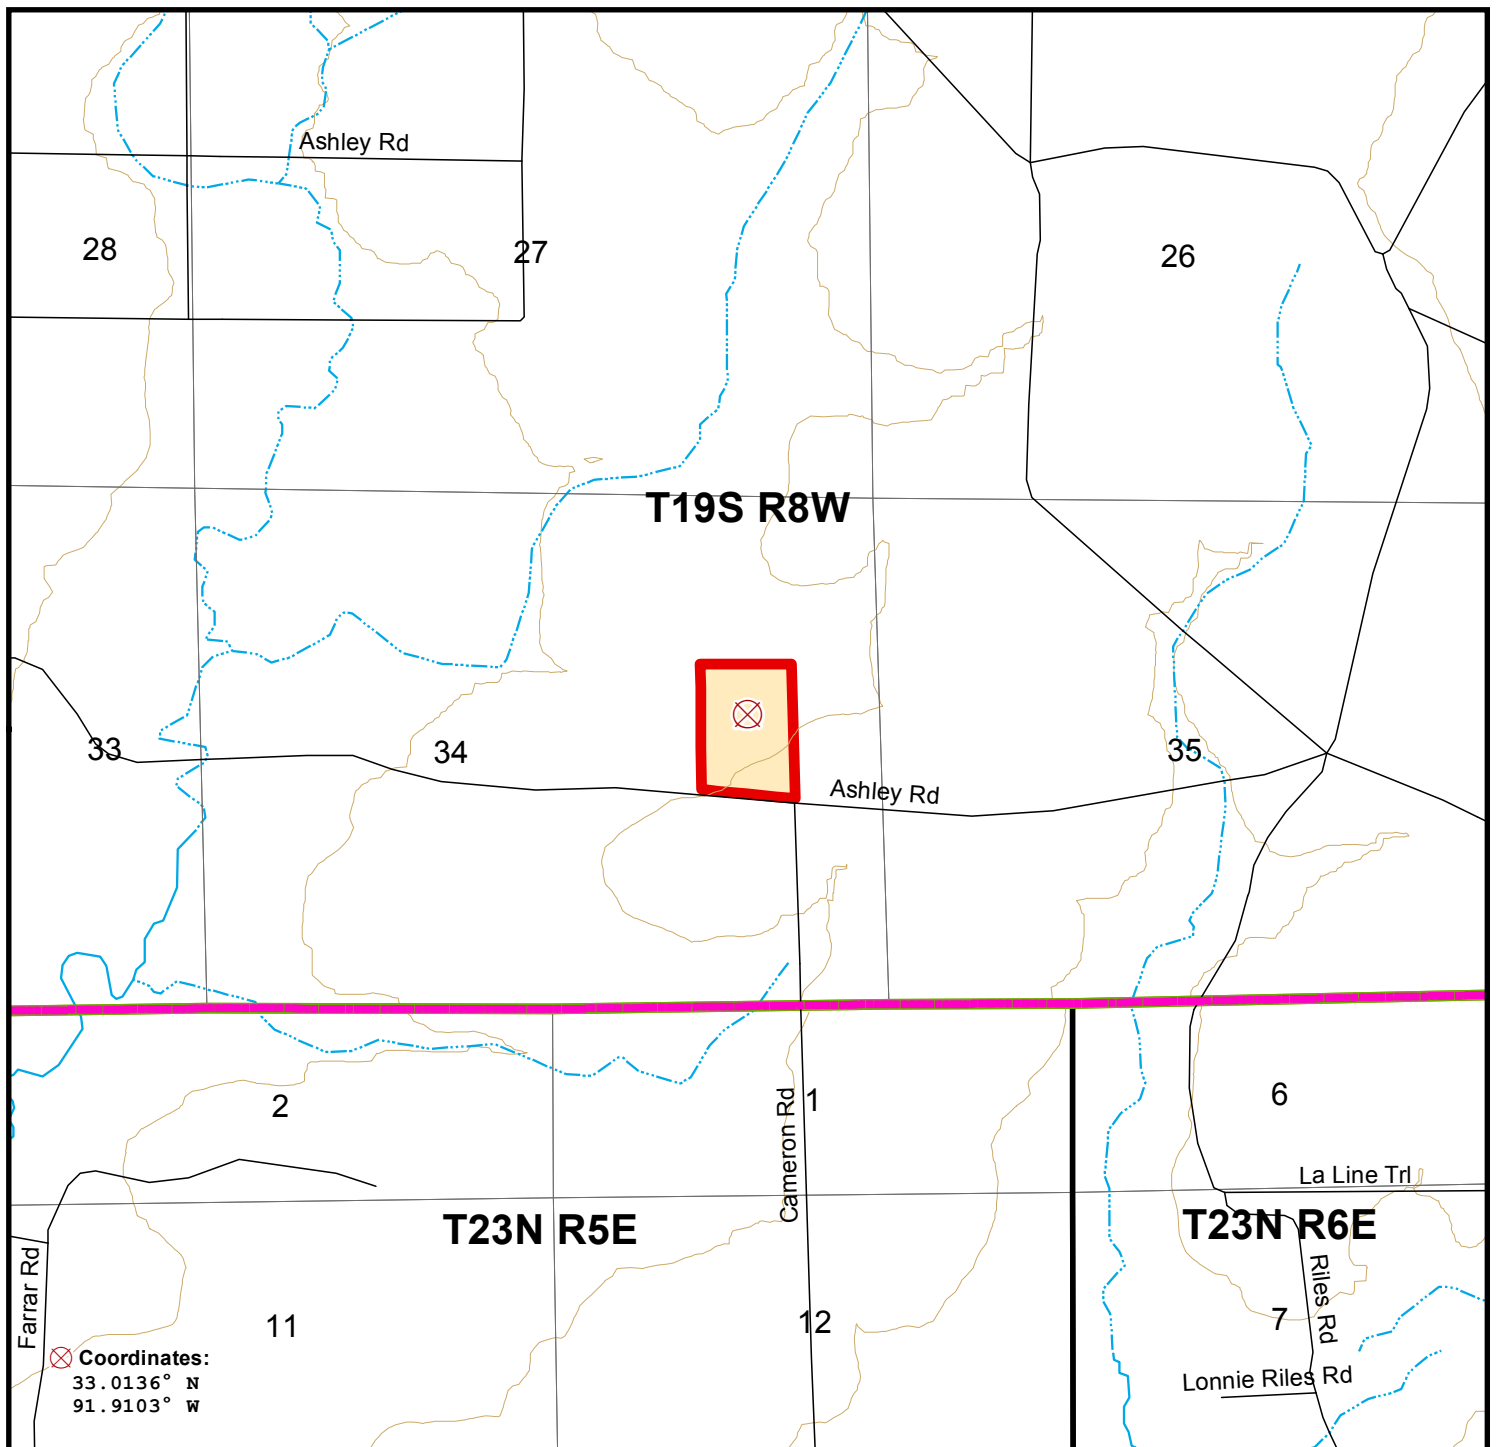 Ashley Rd
28
27
26
T19S R8W
33
34
35
Ashley Rd
2
1
6
Cameron Rd
La Line Trl
T23N R5E
T23N R6E
Farrar Rd
Riles Rd
11
12
7
Coordinates:
33.0136° N
91.9103° W
Lonnie Riles Rd